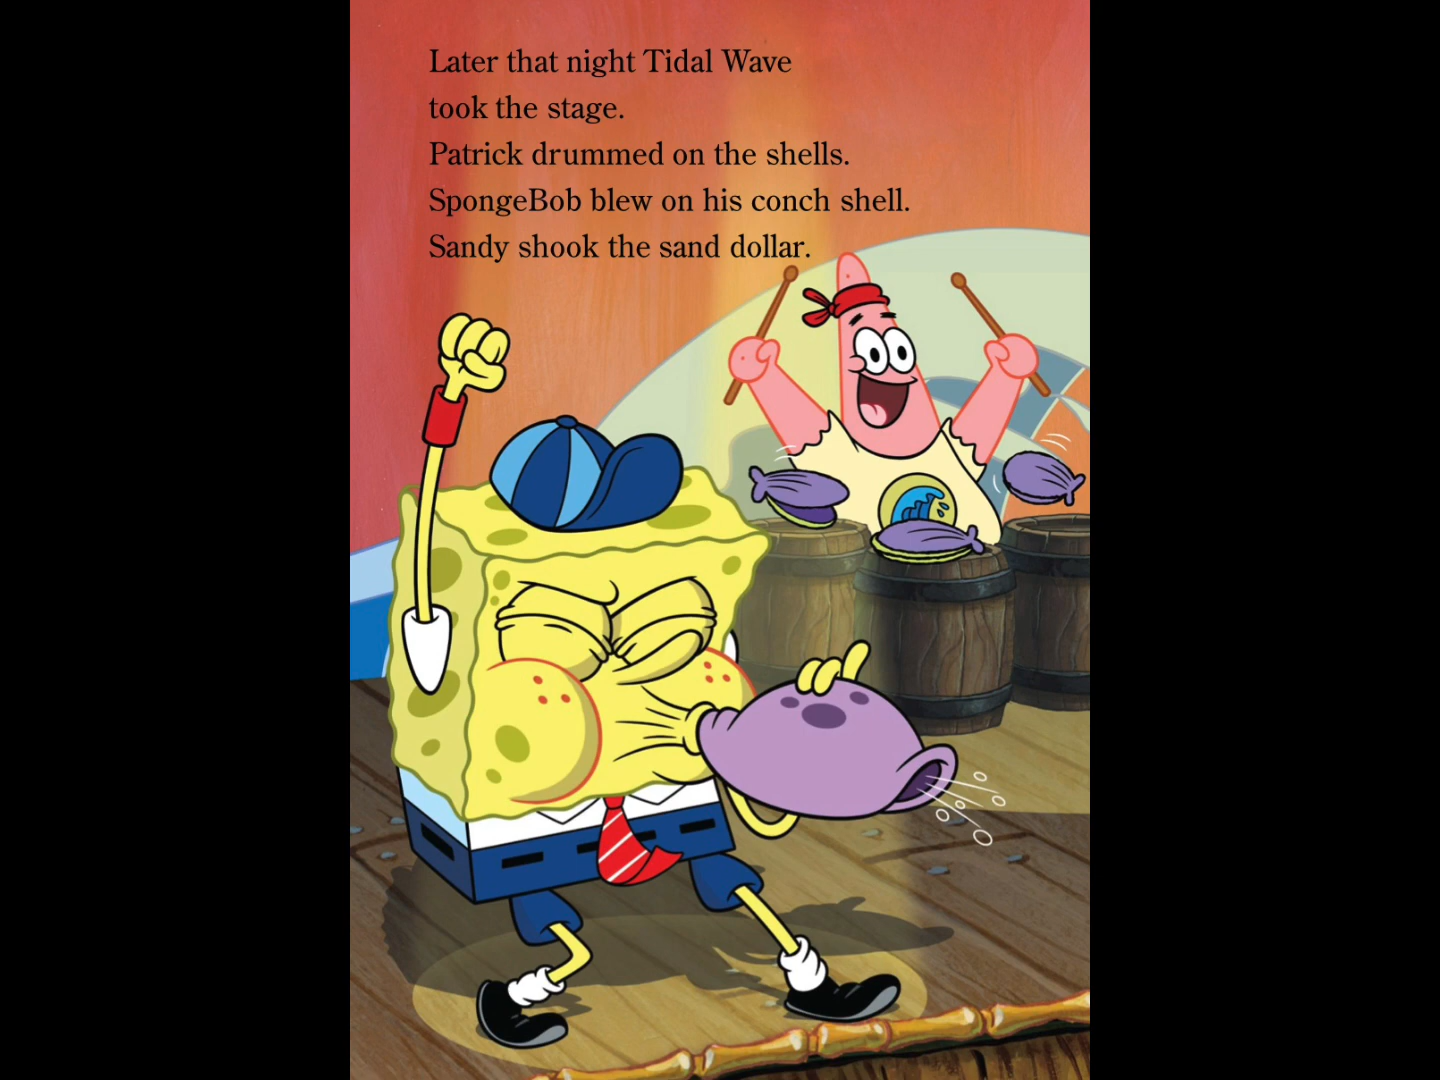 Later that night Tidal Wave
took the stage.
Patrick drummed on the shells.
SpongeBob blew on his conch shell.
Sandy shook the sand dollar.